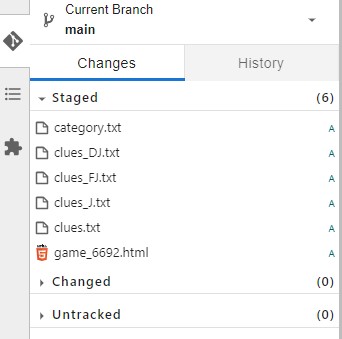 Current Branch
main
Changes History
Staged (6)
category.txt A
clues_DJ.txt A
clues_FJ.txt A
clues_J.txt A
clues.txt A
game_6692.html A
Changed (0)
Untracked (0)